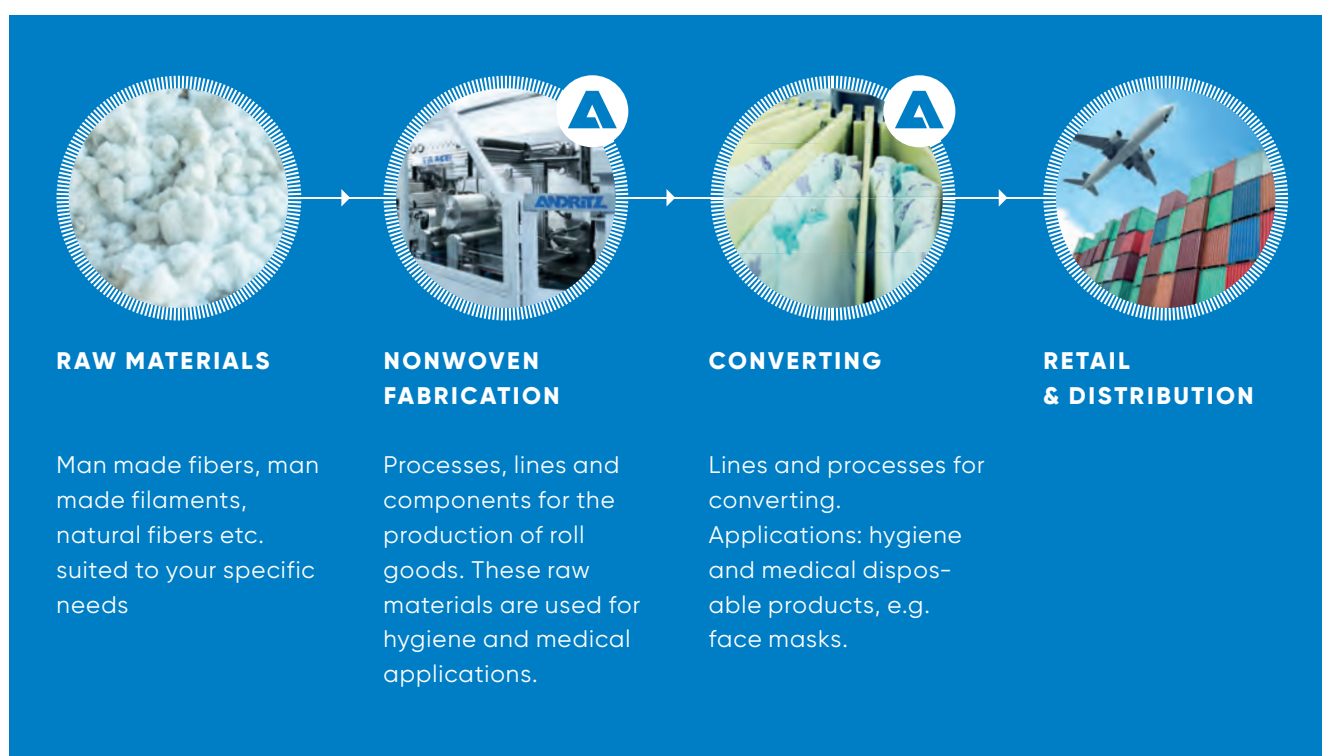 ANDRITZ
RAW MATERIALS
Man made fibers, man
made filaments,
natural fibers etc.
suited to your specific
needs
NONWOVEN
FABRICATION
Processes, lines and
components for the
production of roll
goods. These raw
materials are used for
hygiene and medical
applications.
CONVERTING
Lines and processes for
converting.
Applications: hygiene
and medical dispos-
able products, e.g.
face masks.
RETAIL
& DISTRIBUTION